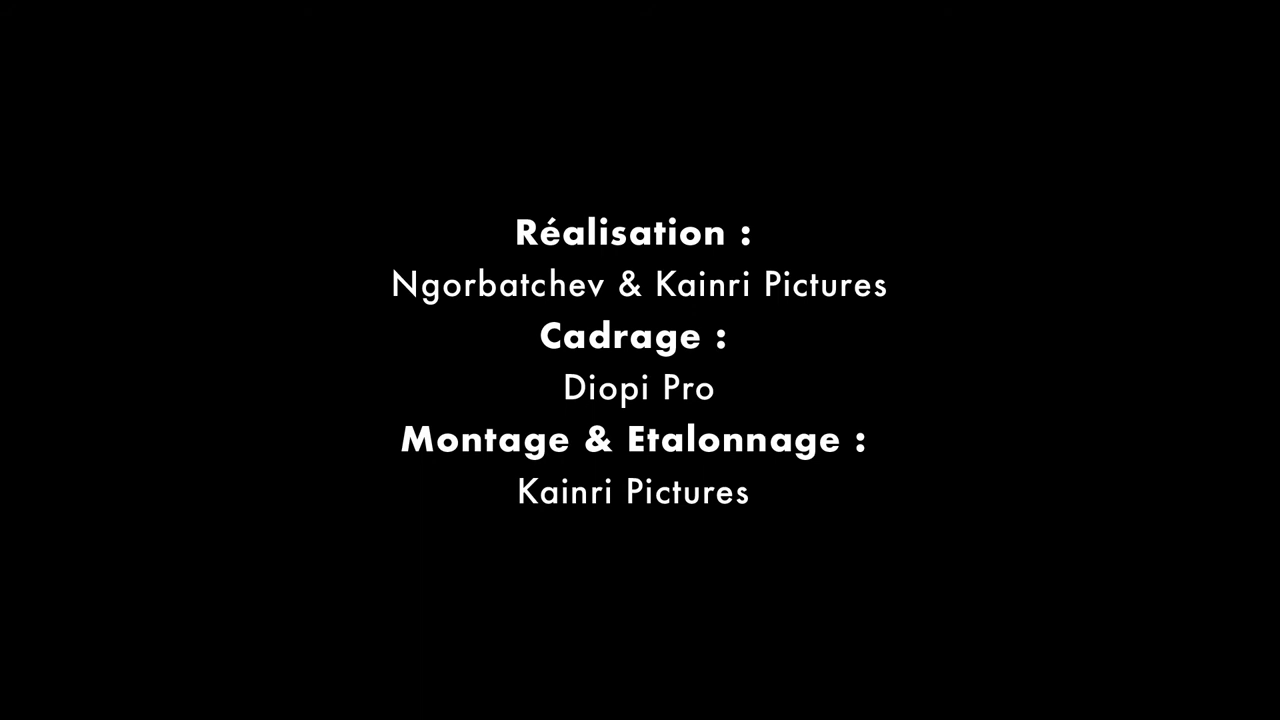 Réalisation :
Ngorbatchev & Kainri Pictures
Cadrage :
Diopi Pro
Montage & Etalonnage :
Kainri Pictures